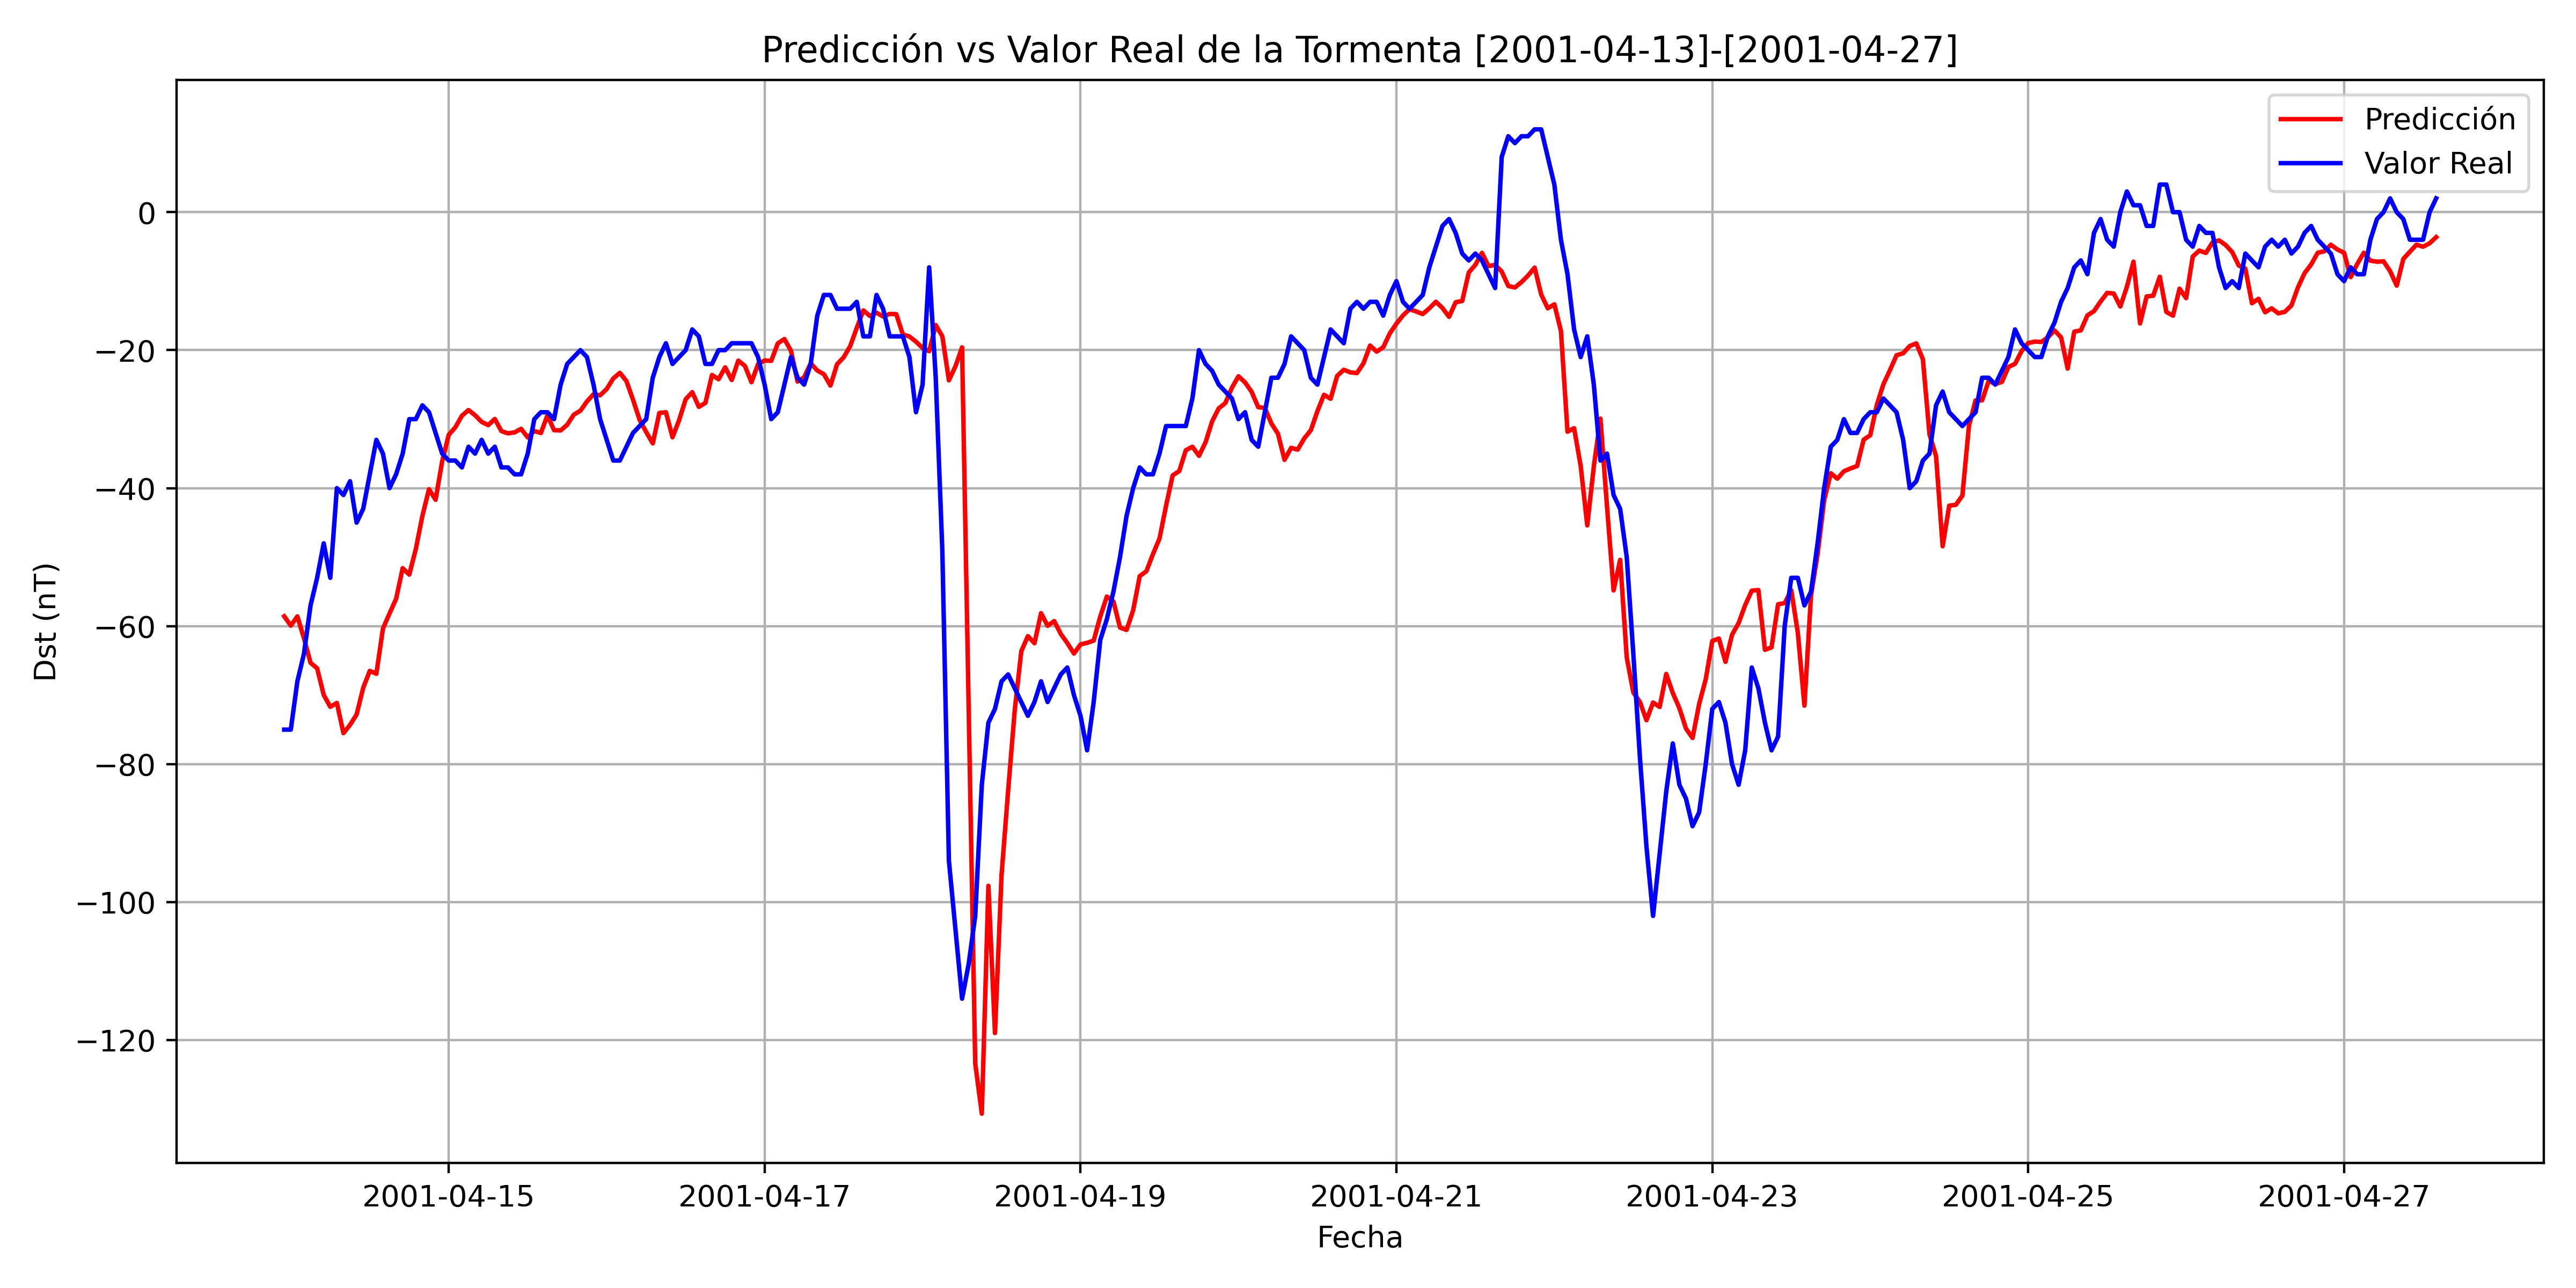 Predicción vs Valor Real de la Tormenta [2001-04-13]-[2001-04-27]
Predicción
Valor Real
0
−20
−40
−60
−80
−100
−120
Dst (nT)
2001-04-15
2001-04-17
2001-04-19
2001-04-21
2001-04-23
2001-04-25
2001-04-27
Fecha